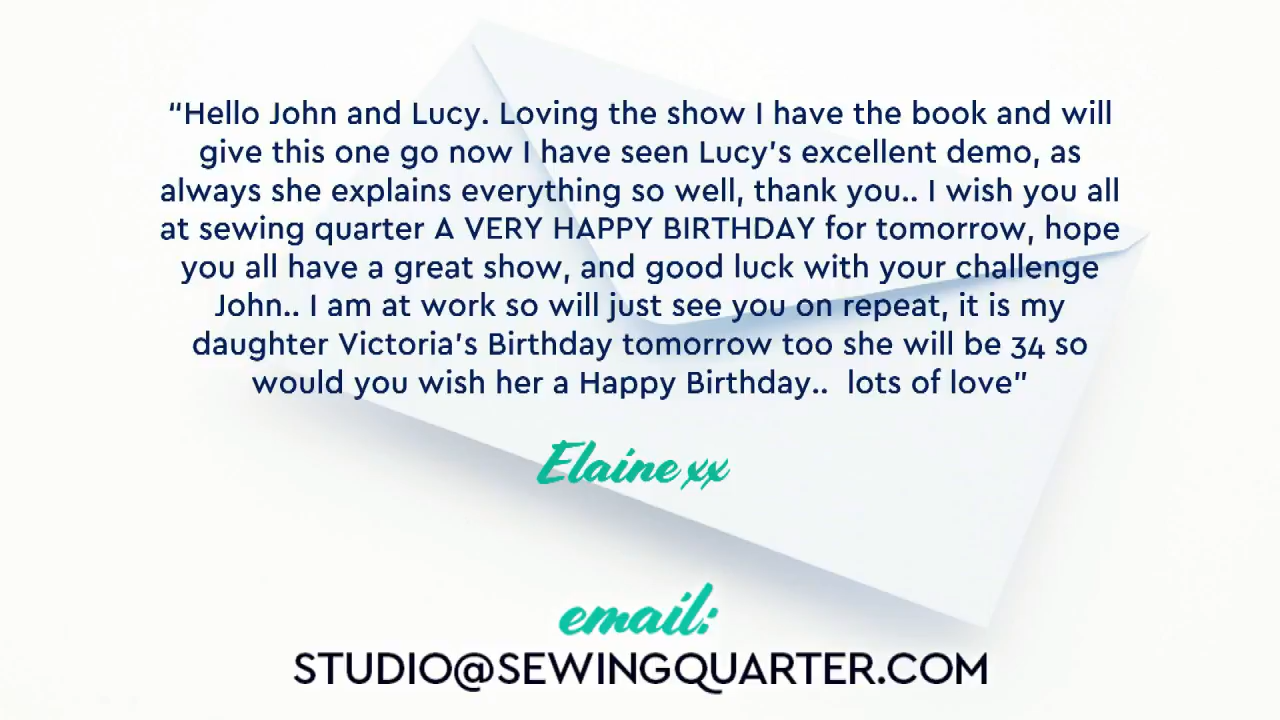 “Hello John and Lucy. Loving the show I have the book and will
give this one go now I have seen Lucy’s excellent demo, as
always she explains everything so well, thank you.. I wish you all
at sewing quarter A VERY HAPPY BIRTHDAY for tomorrow, hope
you all have a great show, and good luck with your challenge
John.. I am at work so will just see you on repeat, it is my
daughter Victoria’s Birthday tomorrow too she will be 34 so
would you wish her a Happy Birthday..  lots of love”
Elaine xx
email:
STUDIO@SEWINGQUARTER.COM